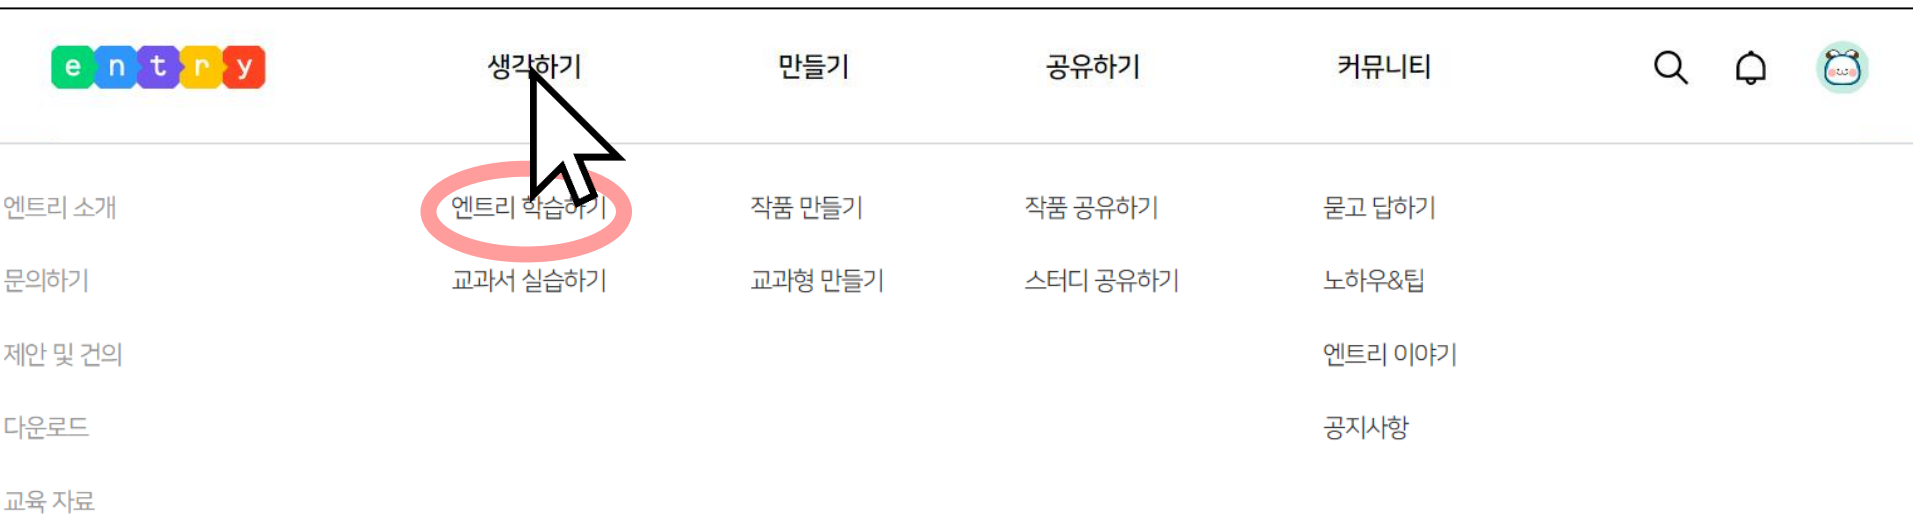 entry 생각하기 만들기 공유하기 커뮤니티
엔트리 소개 엔트리 학습하기 작품 만들기 작품 공유하기 묻고 답하기
문의하기 교과서 실습하기 교과형 만들기 스터디 공유하기 노하우&팁
제안 및 건의 엔트리 이야기
다운로드 공지사항
교육 자료